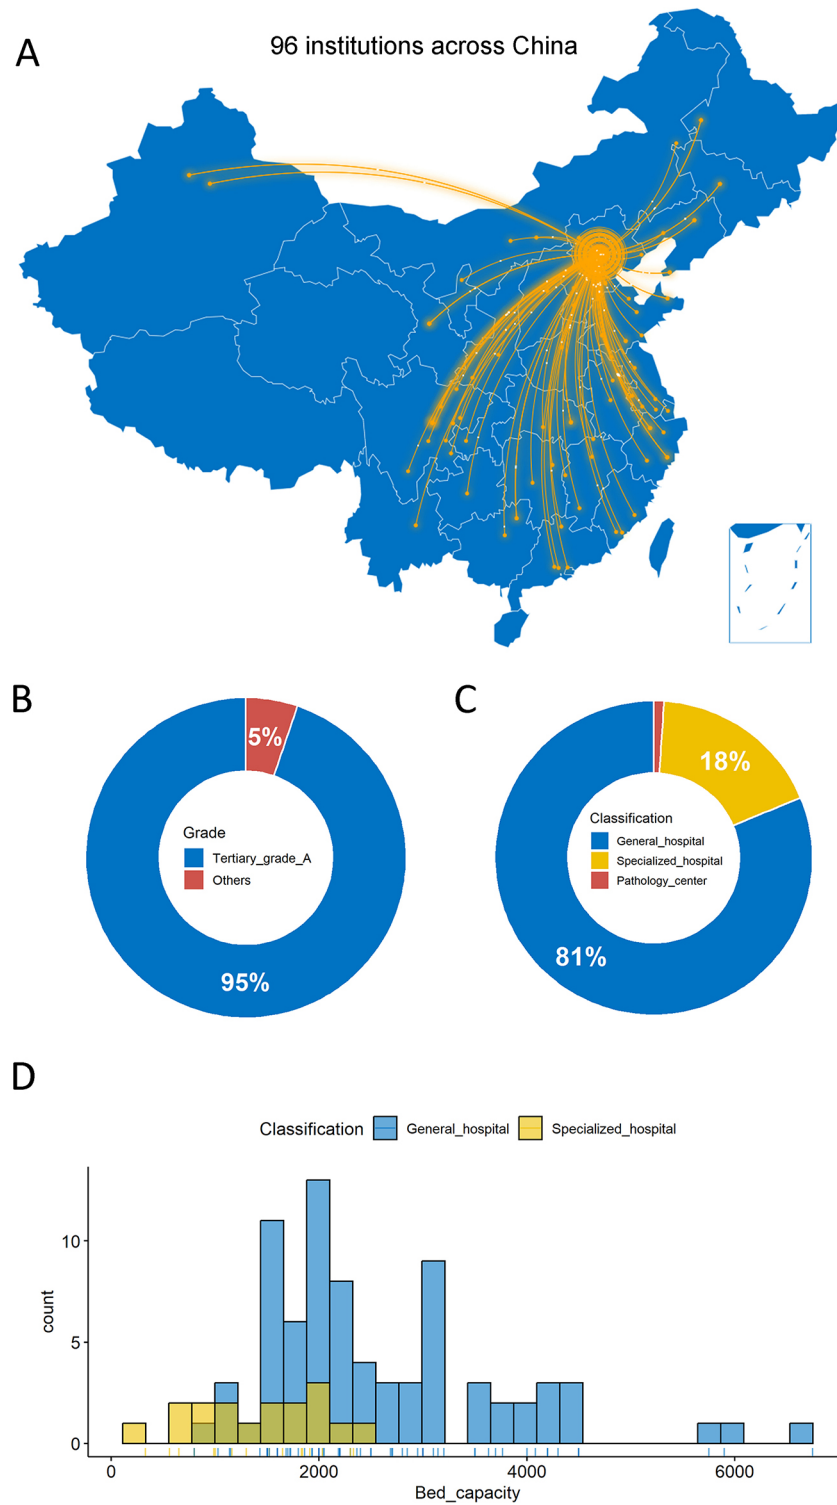 A
96 institutions across China
B
C
5%
18%
Grade
Tertiary_grade_A
Others
Classification
General_hospital
Specialized_hospital
Pathology_center
95%
81%
D
Classification General_hospital Specialized_hospital
10
5
0
count
0 2000 4000 6000
Bed_capacity